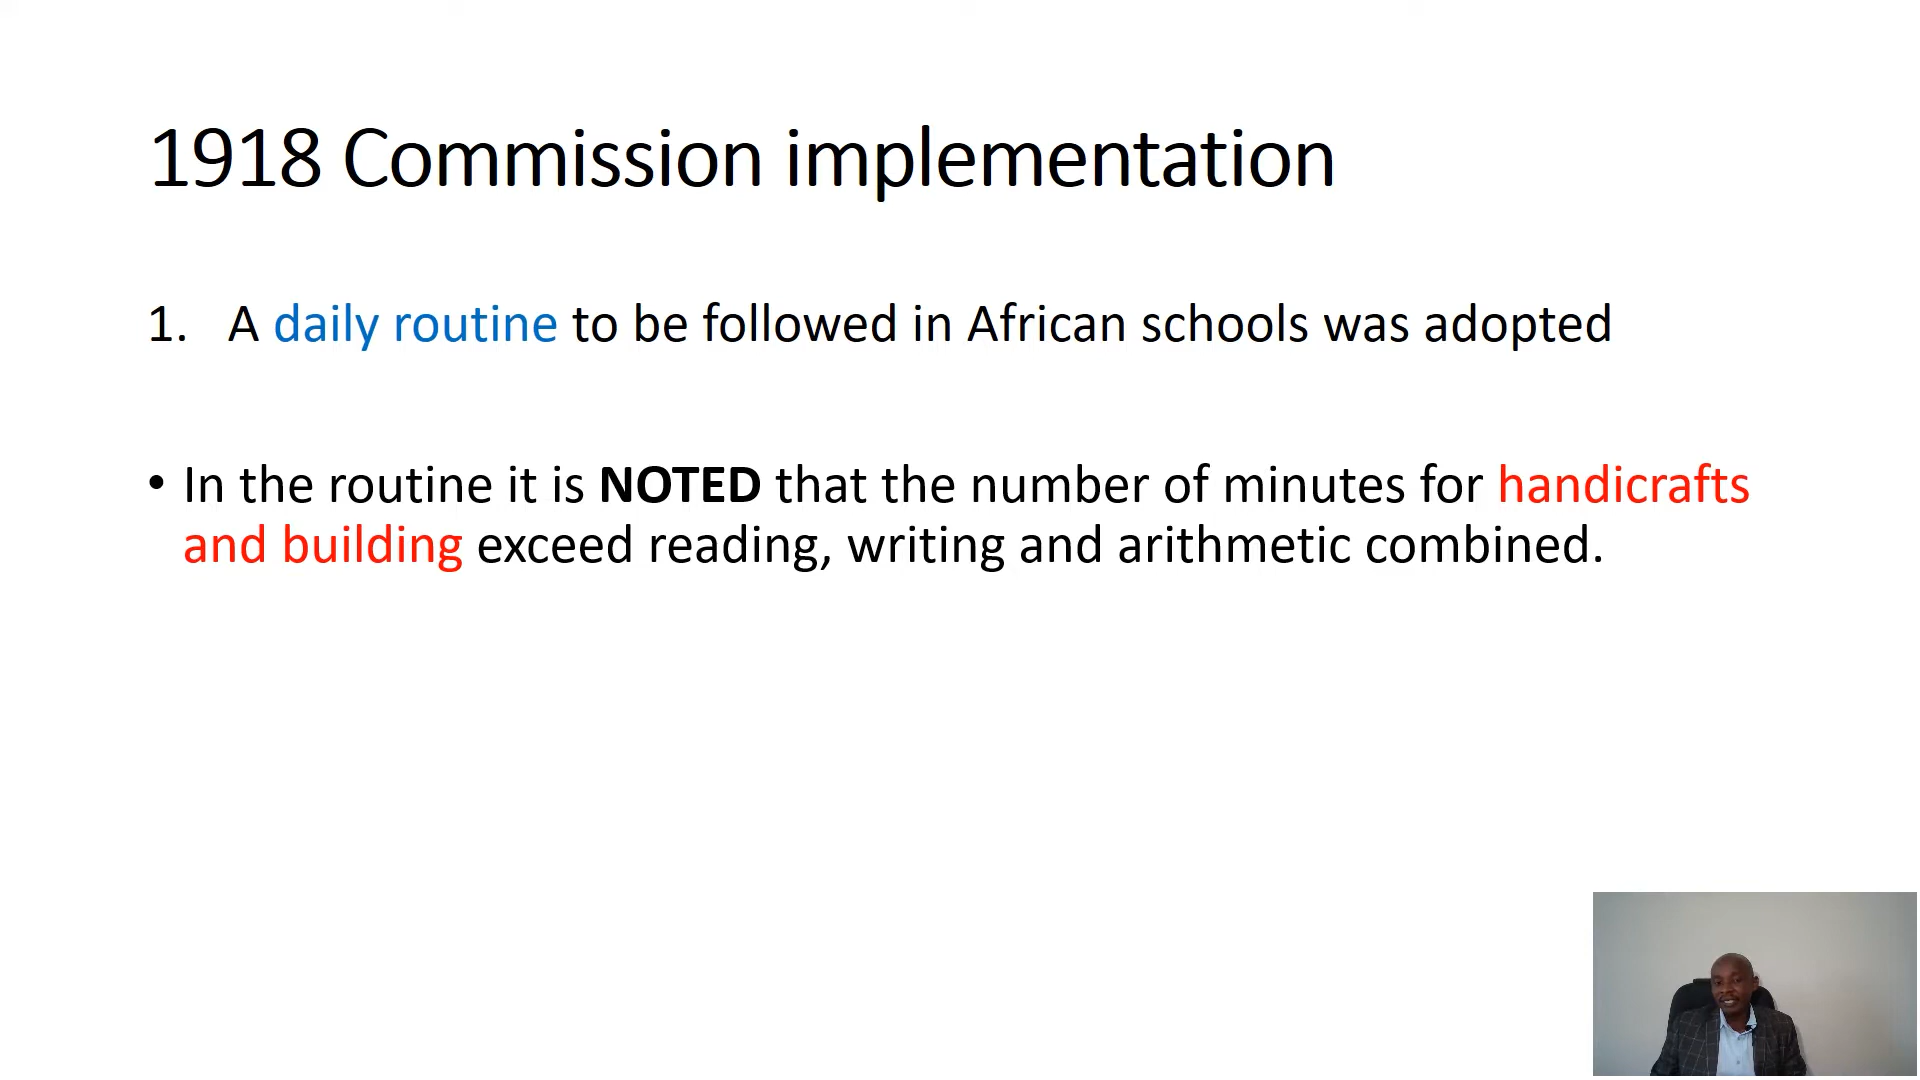 1918 Commission implementation
1. A daily routine to be followed in African schools was adopted
• In the routine it is NOTED that the number of minutes for handicrafts
and building exceed reading, writing and arithmetic combined.